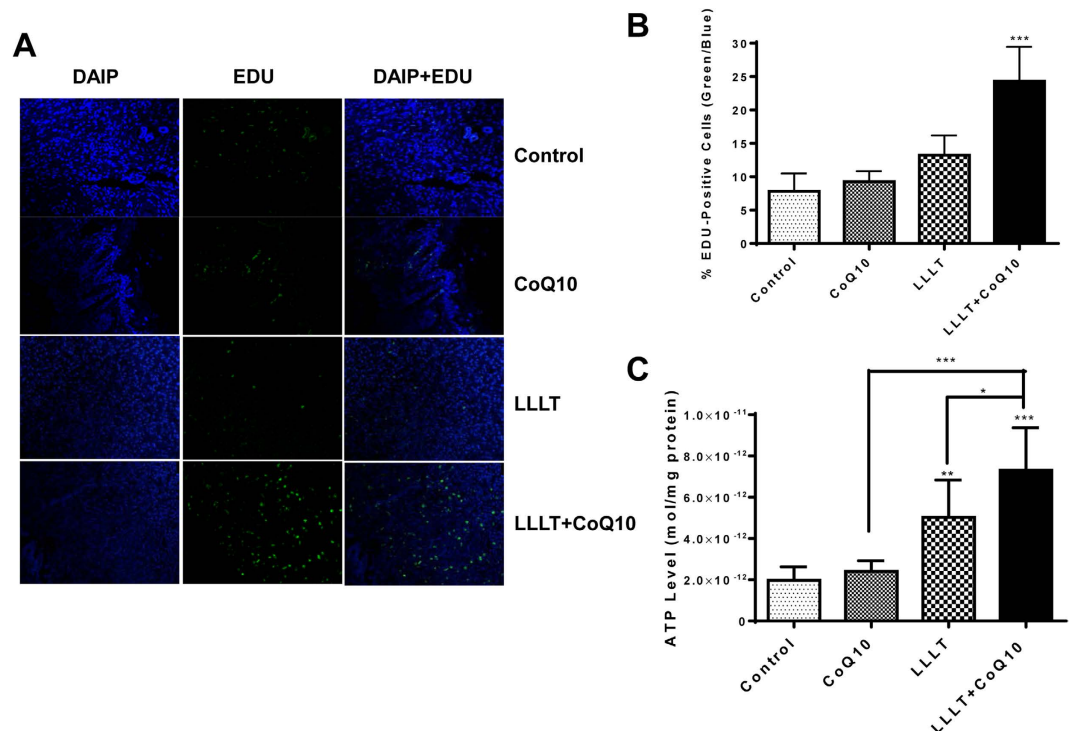 A
DAIP EDU DAIP+EDU
Control
CoQ10
LLLT
LLLT+CoQ10
B
% EDU-Positive Cells (Green/Blue)
30
25
20
15
10
5
0
***
Control CoQ10 LLLT LLLT+CoQ10
C
ATP Level (mol/mg protein)
***
*
1.0×10 -11
8.0×10 -12
6.0×10 -12
4.0×10 -12
2.0×10 -12
0
**
***
Control CoQ10 LLLT LLLT+CoQ10